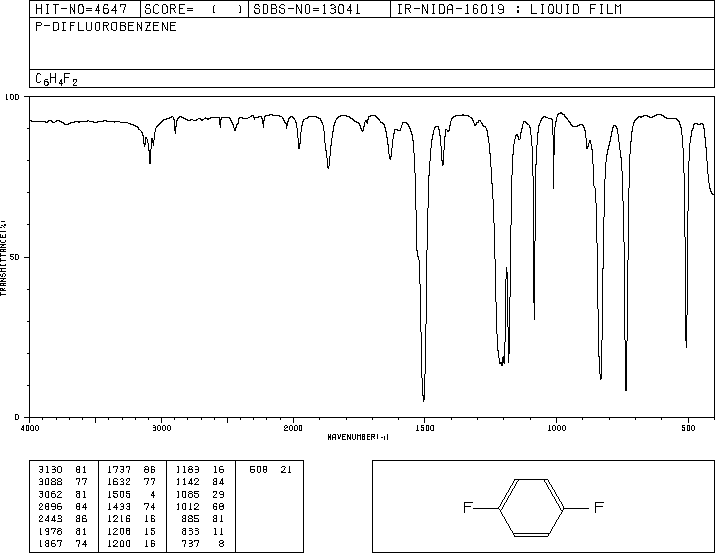 HIT-NO=4647 SCORE= ( ) SDBS-NO=13041 IR-NIDA-16019 : LIQUID FILM
P-DIFLUOROBENZENE
C6H4F2
100
50
0
TRANSMITTANCE(%)
4000 3000 2000 1500 1000 500
WAVENUMBER(-1)
3130 81 1737 86 1183 16 508 21
3088 77 1632 77 1142 84
3062 81 1505 4 1085 29
2896 84 1433 74 1012 68
2443 86 1216 16 885 81
1978 81 1208 15 833 11
1867 74 1200 16 737 8
F F